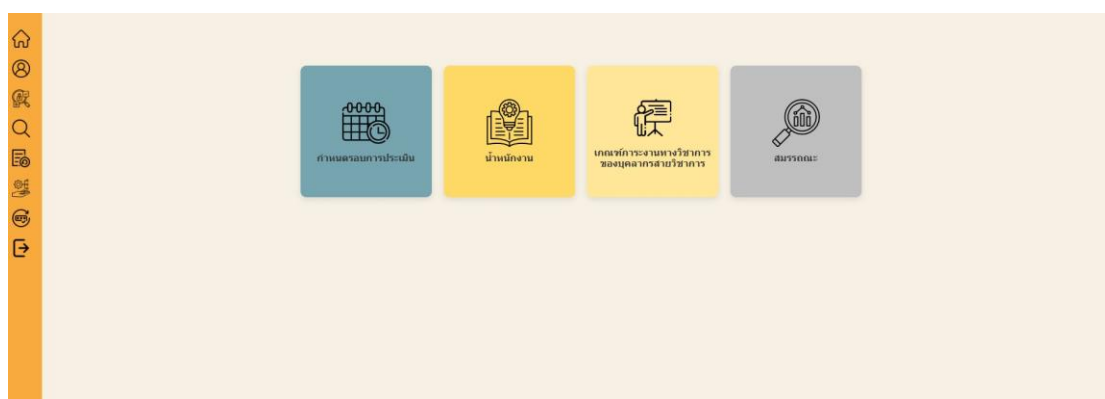 กำหนดรอบการประเมิน
น้ำหนักงาน
เกณฑ์ภาระงานทางวิชาการ
ของบุคลากรสายวิชาการ
สมรรถนะ